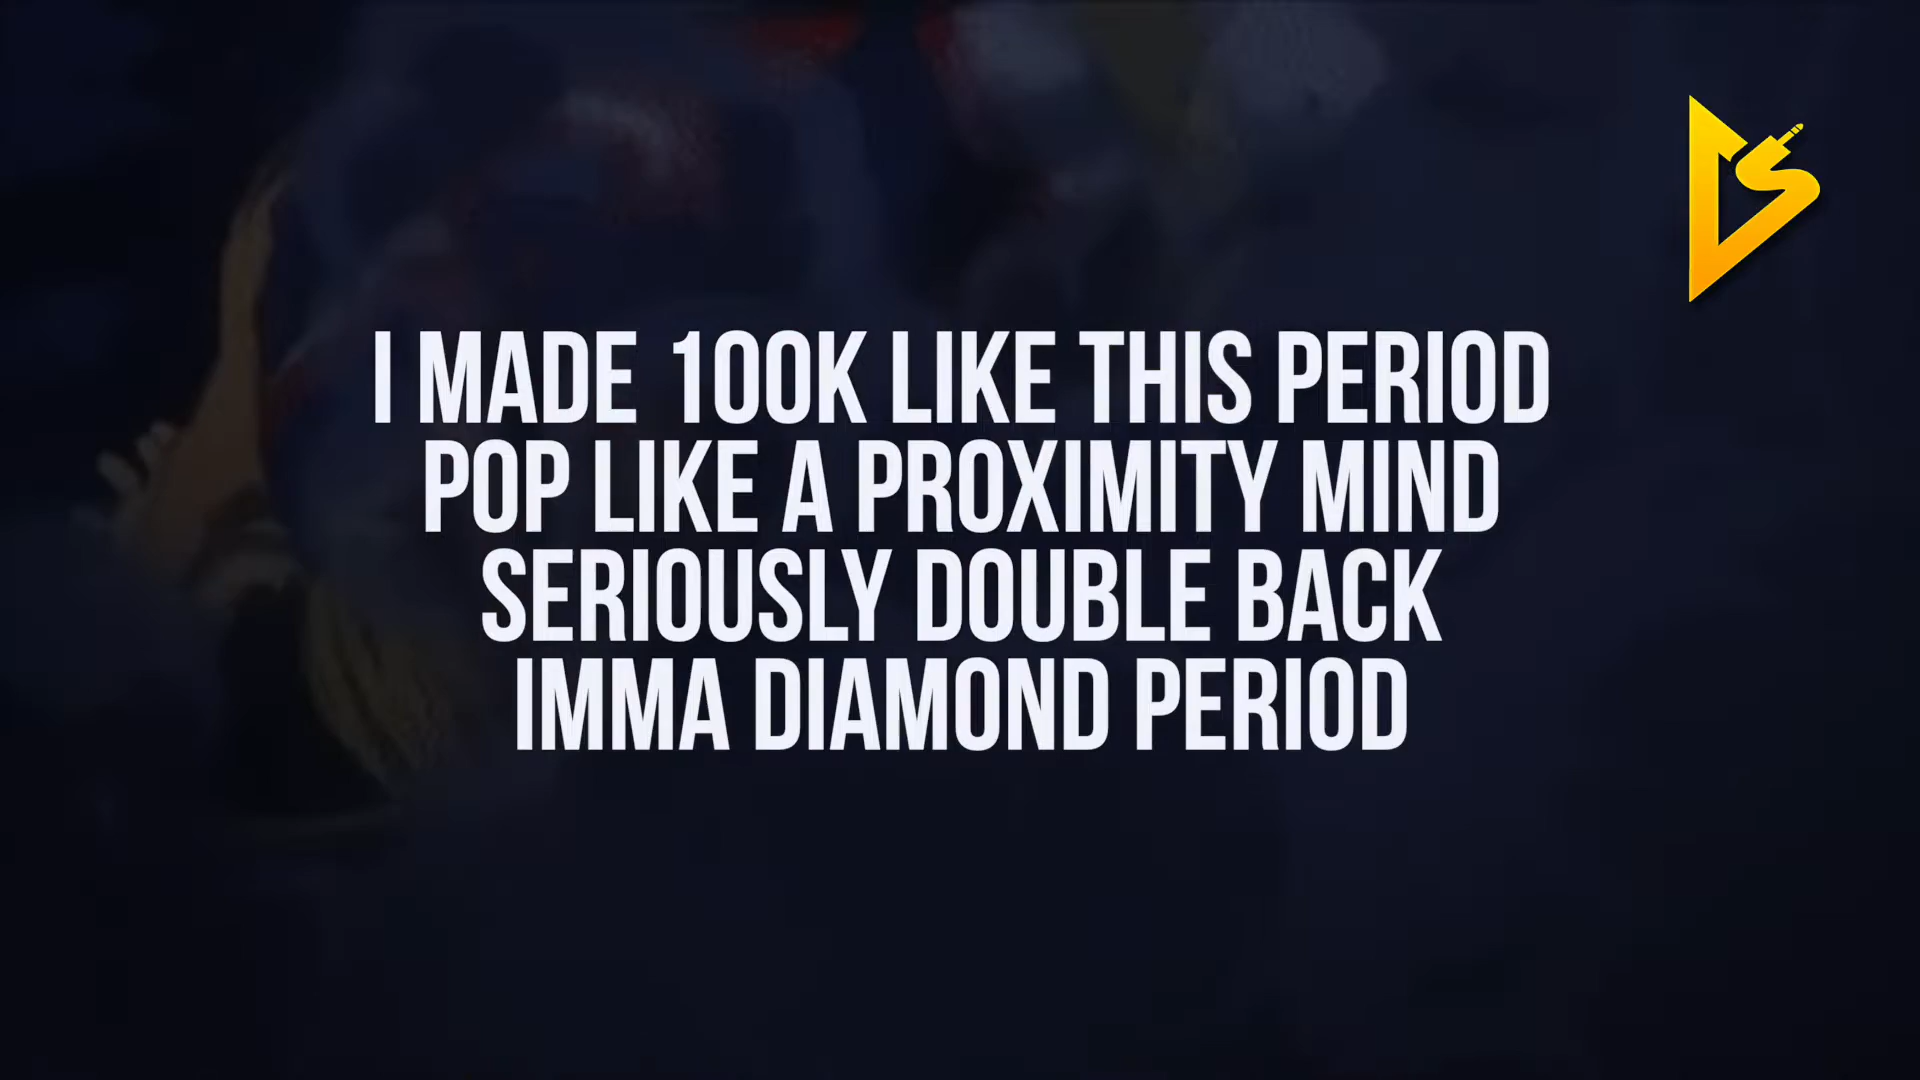 I MADE 100K LIKE THIS PERIOD
POP LIKE A PROXIMITY MIND
SERIOUSLY DOUBLE BACK
IMMA DIAMOND PERIOD